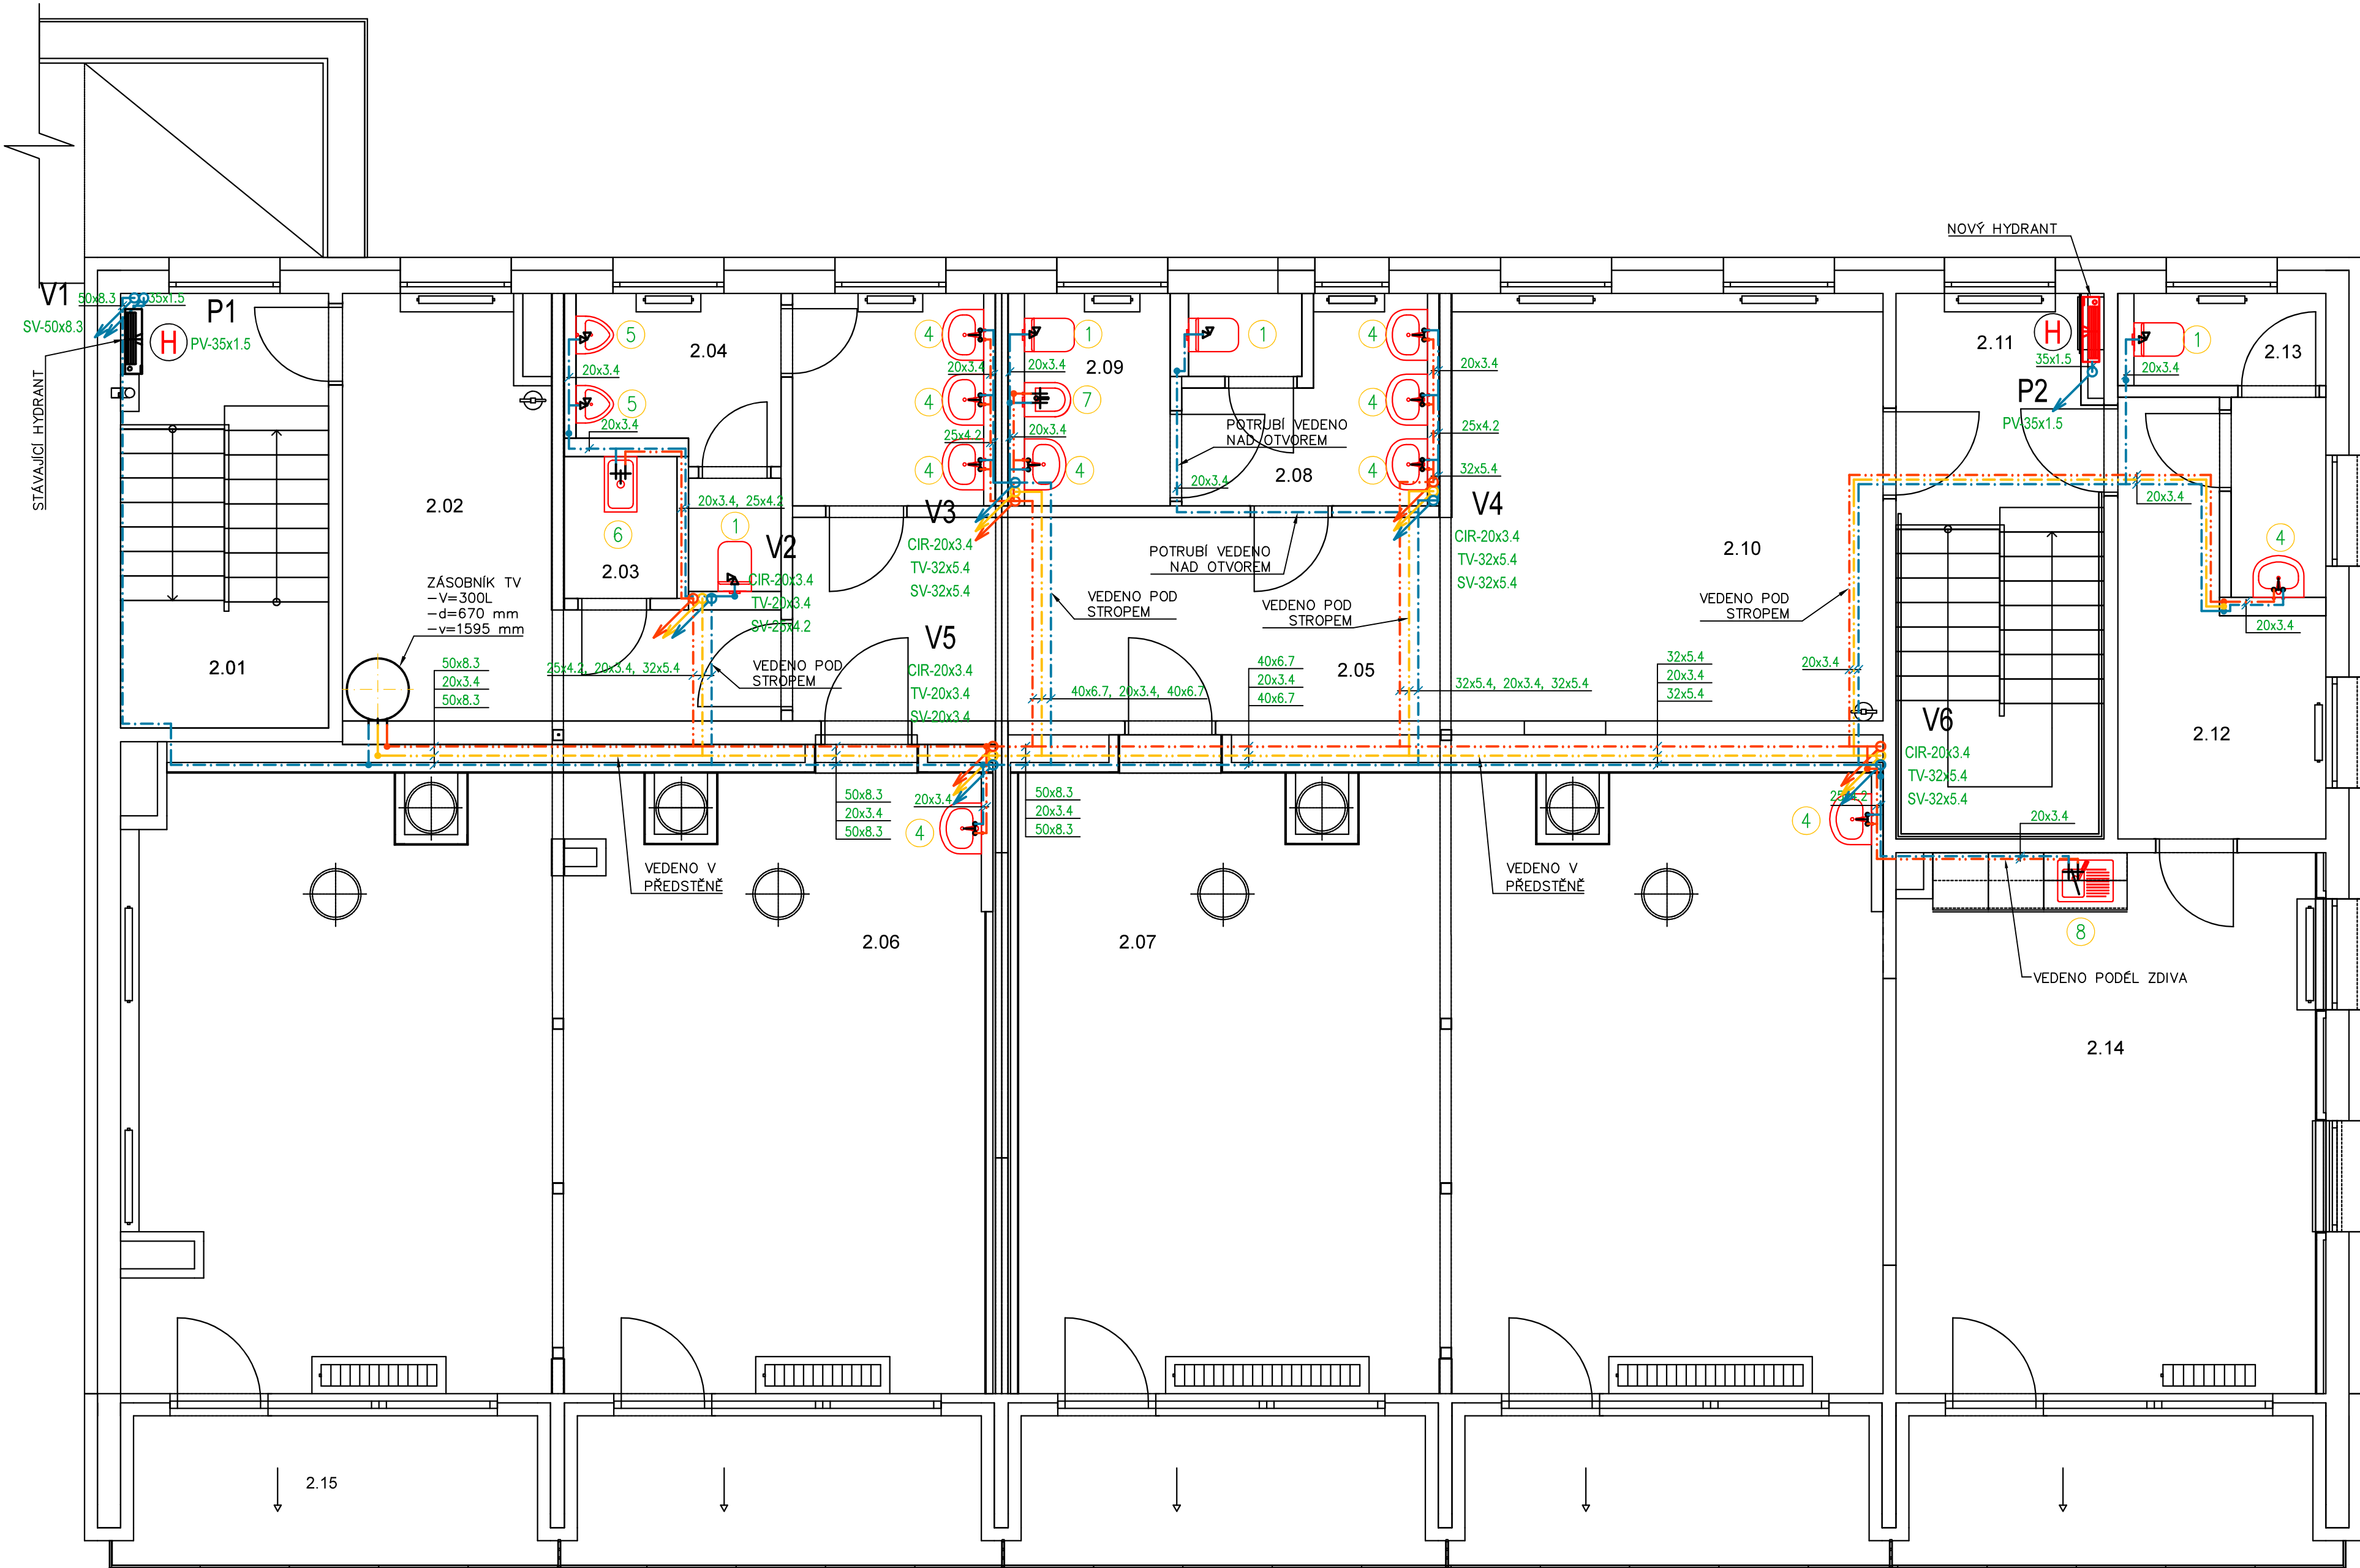 NOVÝ HYDRANT
V1
50x8.3
35x1.5
SV-50x8.3
P1
H
PV-35x1.5
STÁVAJÍCÍ HYDRANT
2.01
2.02
ZÁSOBNÍK TV
-V=300L
-d=670 mm
-v=1595 mm
50x8.3
20x3.4
50x8.3
5
2.04
20x3.4
5
20x3.4
6
2.03
20x3.4, 25x4.2
1
V2
CIR-20x3.4
TV-20x3.4
SV-25x4.2
25x4.2, 20x3.4, 32x5.4
VEDENO POD
STROPEM
4
20x3.4
4
25x4.2
4
V3
CIR-20x3.4
TV-32x5.4
SV-32x5.4
V5
CIR-20x3.4
TV-20x3.4
SV-20x3.4
1
20x3.4
2.09
7
20x3.4
4
1
POTRUBÍ VEDENO
NAD OTVOREM
20x3.4
2.08
POTRUBÍ VEDENO
NAD OTVOREM
VEDENO POD
STROPEM
VEDENO POD
STROPEM
4
20x3.4
4
25x4.2
4
32x5.4
V4
CIR-20x3.4
TV-32x5.4
SV-32x5.4
2.05
40x6.7, 20x3.4, 40x6.7
40x6.7
20x3.4
40x6.7
32x5.4, 20x3.4, 32x5.4
32x5.4
20x3.4
32x5.4
2.10
VEDENO POD
STROPEM
20x3.4
2.11
H
35x1.5
P2
PV-35x1.5
1
20x3.4
2.13
20x3.4
4
20x3.4
V6
CIR-20x3.4
TV-32x5.4
SV-32x5.4
2.12
50x8.3
20x3.4
50x8.3
20x3.4
4
50x8.3
20x3.4
50x8.3
25x4.2
4
20x3.4
VEDENO V
PŘEDSTĚNĚ
VEDENO V
PŘEDSTĚNĚ
2.06
2.07
8
VEDENO PODÉL ZDIVA
2.14
2.15